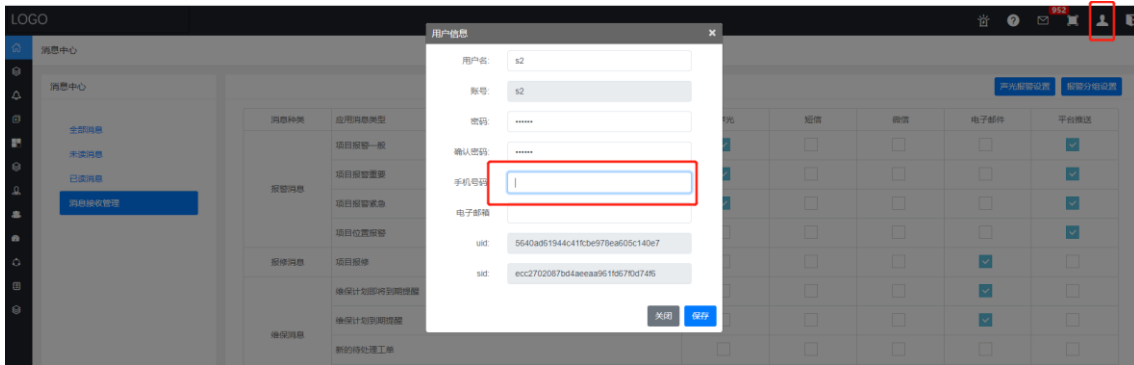 LOGO
952
消息中心
用户信息 ×
用户名: s2
账号: s2
密码: ······
确认密码: ······
手机号码:
电子邮箱
uid: 5640ad61944c41fcbe978ea605c140e7
sid: ecc2702087bd4aeeaa961fd67f0d74f6
关闭 保存
消息中心
声光报警设置 报警分组设置
全部消息
未读消息
已读消息
消息接收管理
消息种类 应用消息类型 短信 微信 电子邮件 平台推送
报警消息
项目报警一般
项目报警重要
项目报警紧急
项目位置报警
报修消息 项目报修
维保消息
维保计划即将到期提醒
维保计划到期提醒
新的待处理工单